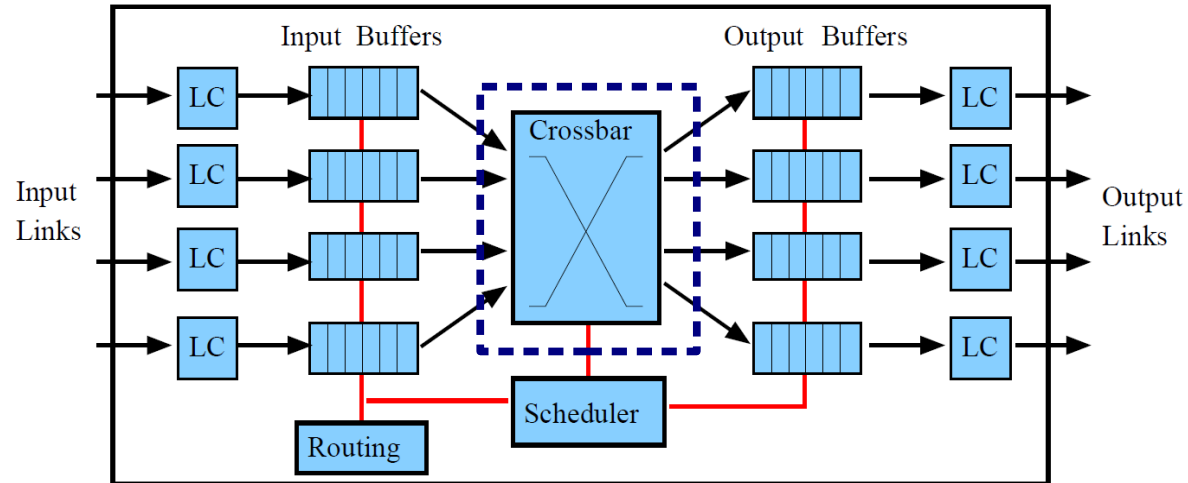 Input Buffers
Output Buffers
LC
LC
Crossbar
LC
LC
Input
Links
Output
Links
LC
LC
LC
LC
Scheduler
Routing